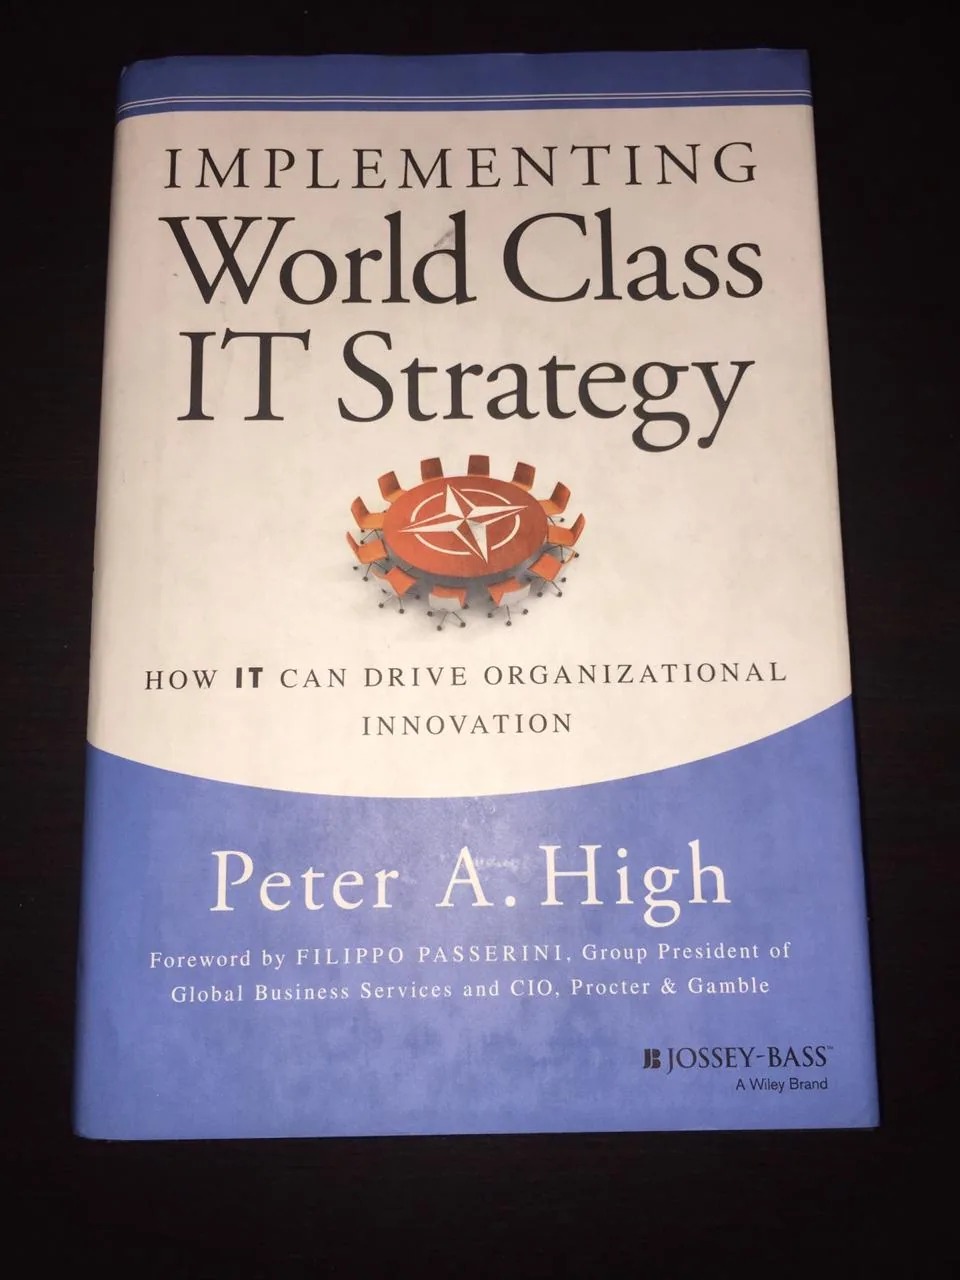 IMPLEMENTING
World Class
IT Strategy
HOW IT CAN DRIVE ORGANIZATIONAL
INNOVATION
Peter A. High
Foreword by FILIPPO PASSERINI, Group President of
Global Business Services and CIO, Procter & Gamble
JB JOSSEY-BASS™
A Wiley Brand